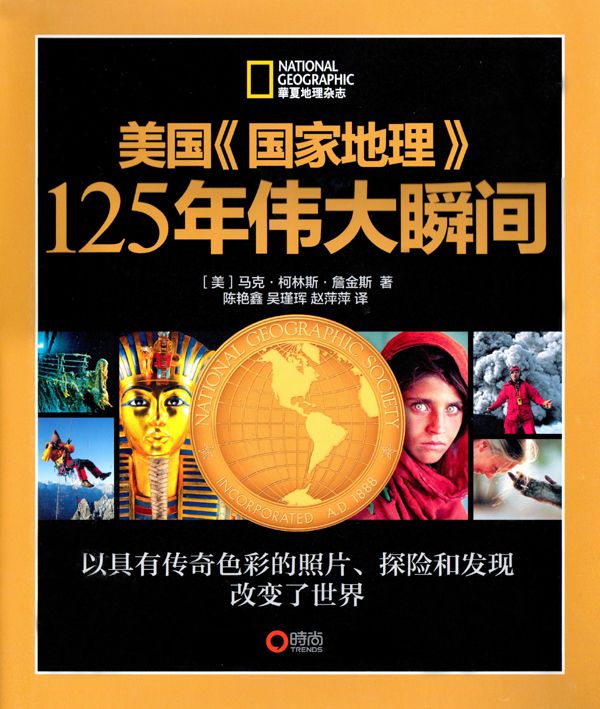 NATIONAL
GEOGRAPHIC
華夏地理杂志
美国《国家地理》
125年伟大瞬间
[美]马克·柯林斯·詹金斯 著
陈艳鑫 吴瑾珲 赵萍萍 译
NATIONAL GEOGRAPHIC SOCIETY
INCORPORATED A.D. 1888
以具有传奇色彩的照片、探险和发现
改变了世界
時尚
TRENDS